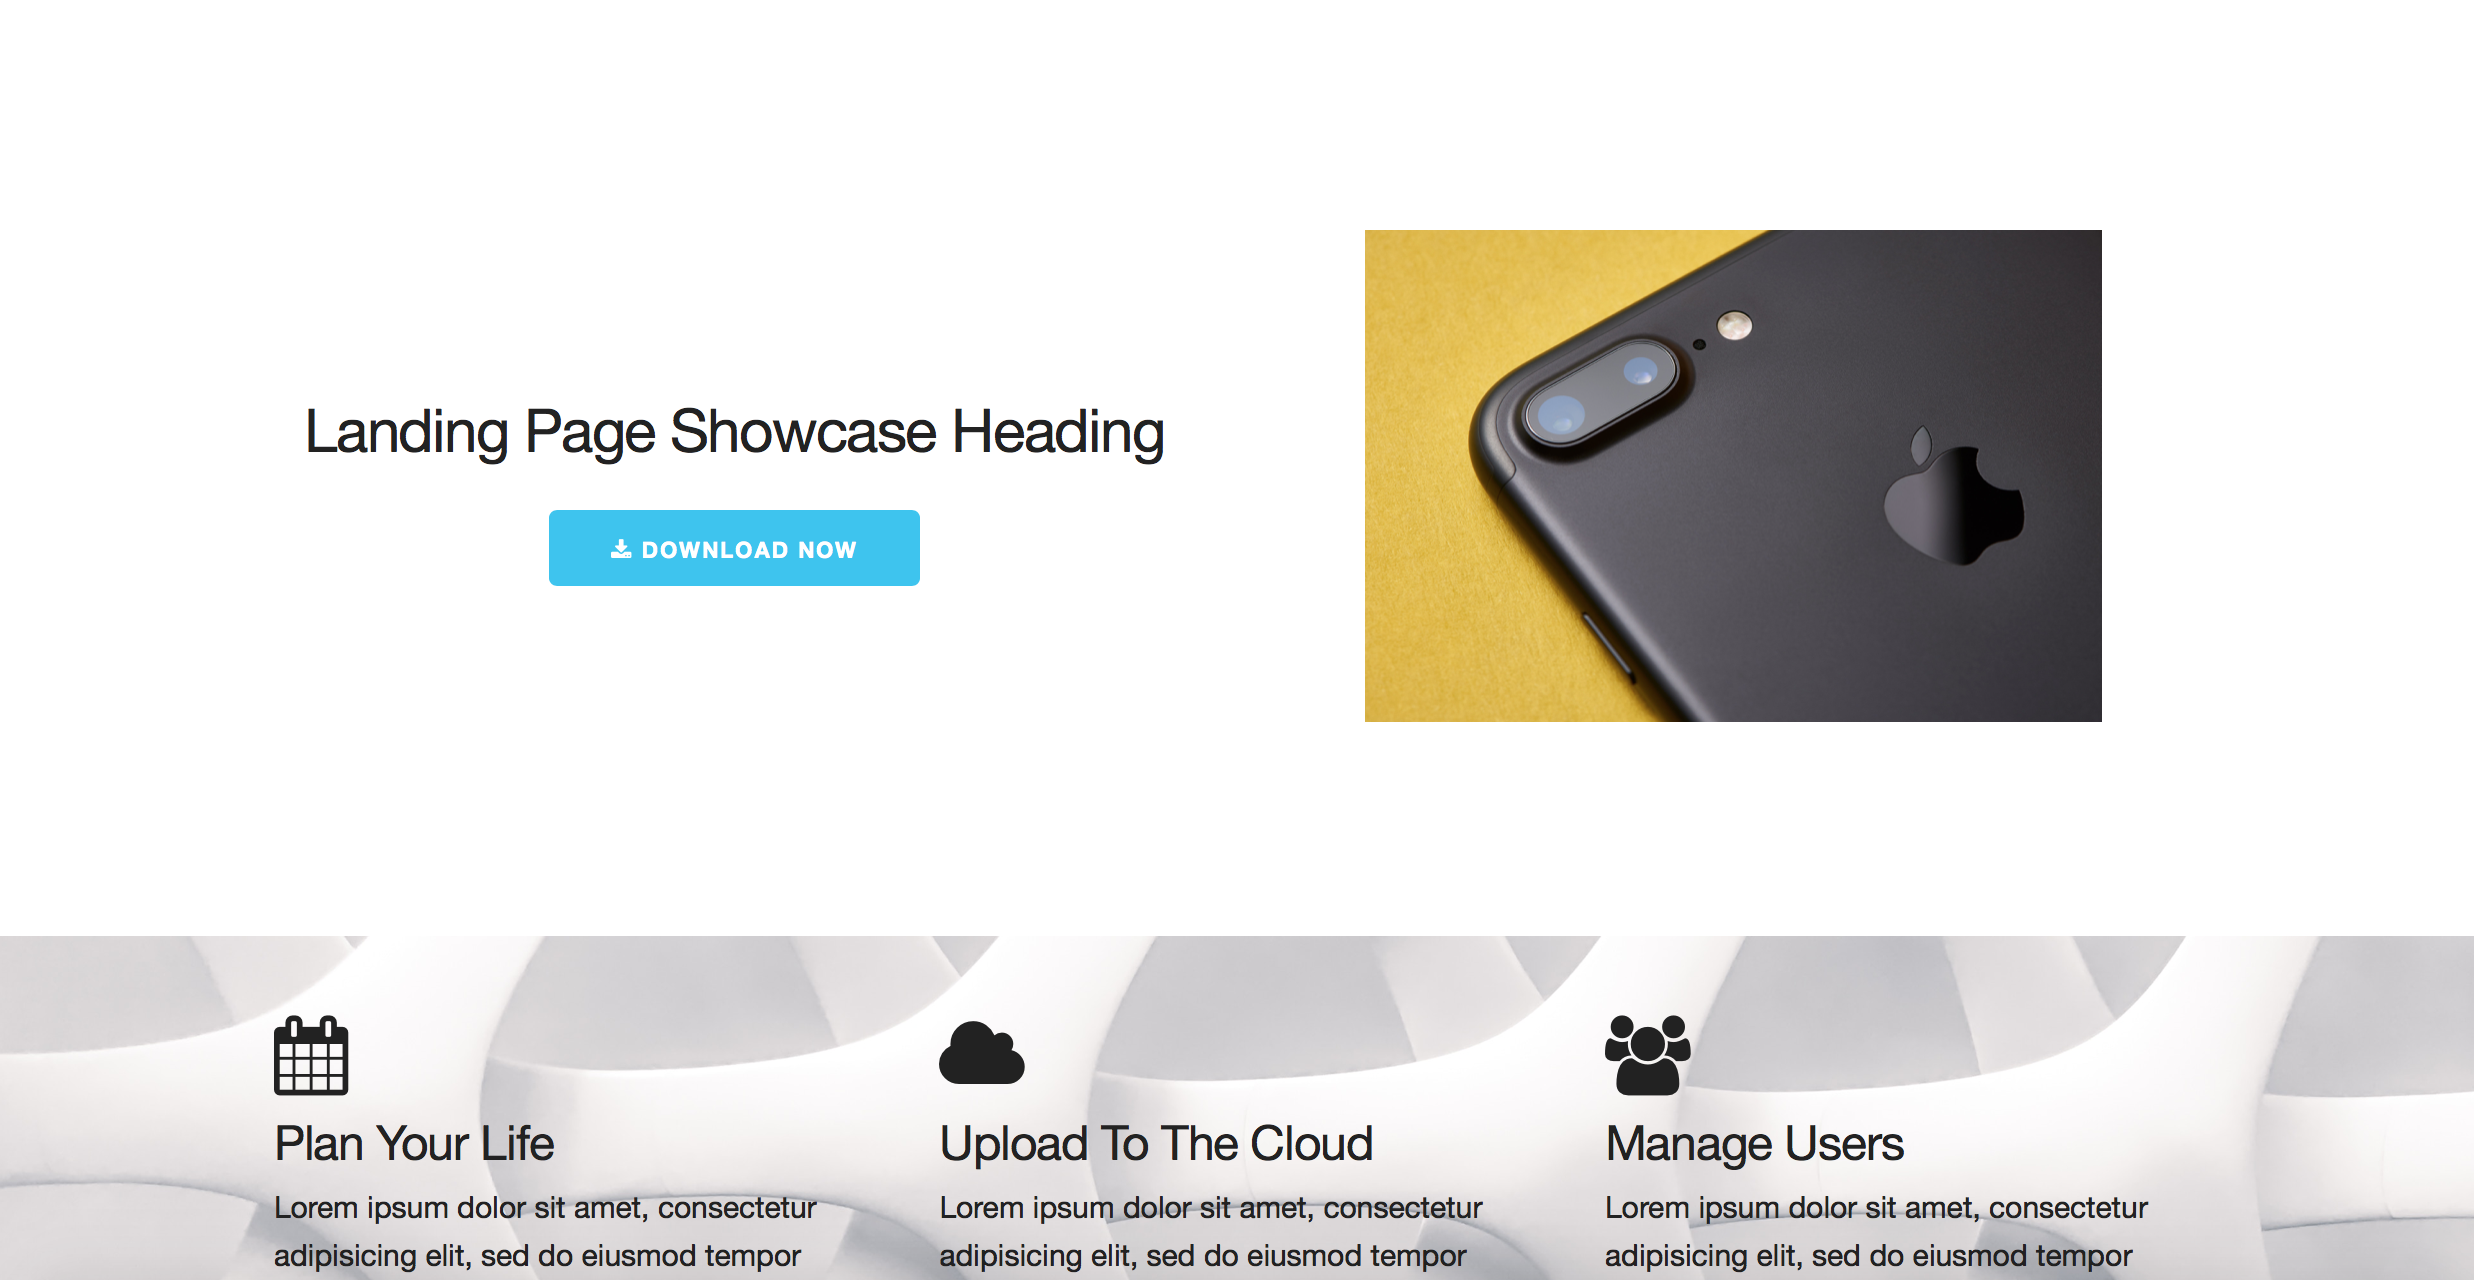 Landing Page Showcase Heading
DOWNLOAD NOW
Plan Your Life
Lorem ipsum dolor sit amet, consectetur
adipisicing elit, sed do eiusmod tempor
Upload To The Cloud
Lorem ipsum dolor sit amet, consectetur
adipisicing elit, sed do eiusmod tempor
Manage Users
Lorem ipsum dolor sit amet, consectetur
adipisicing elit, sed do eiusmod tempor